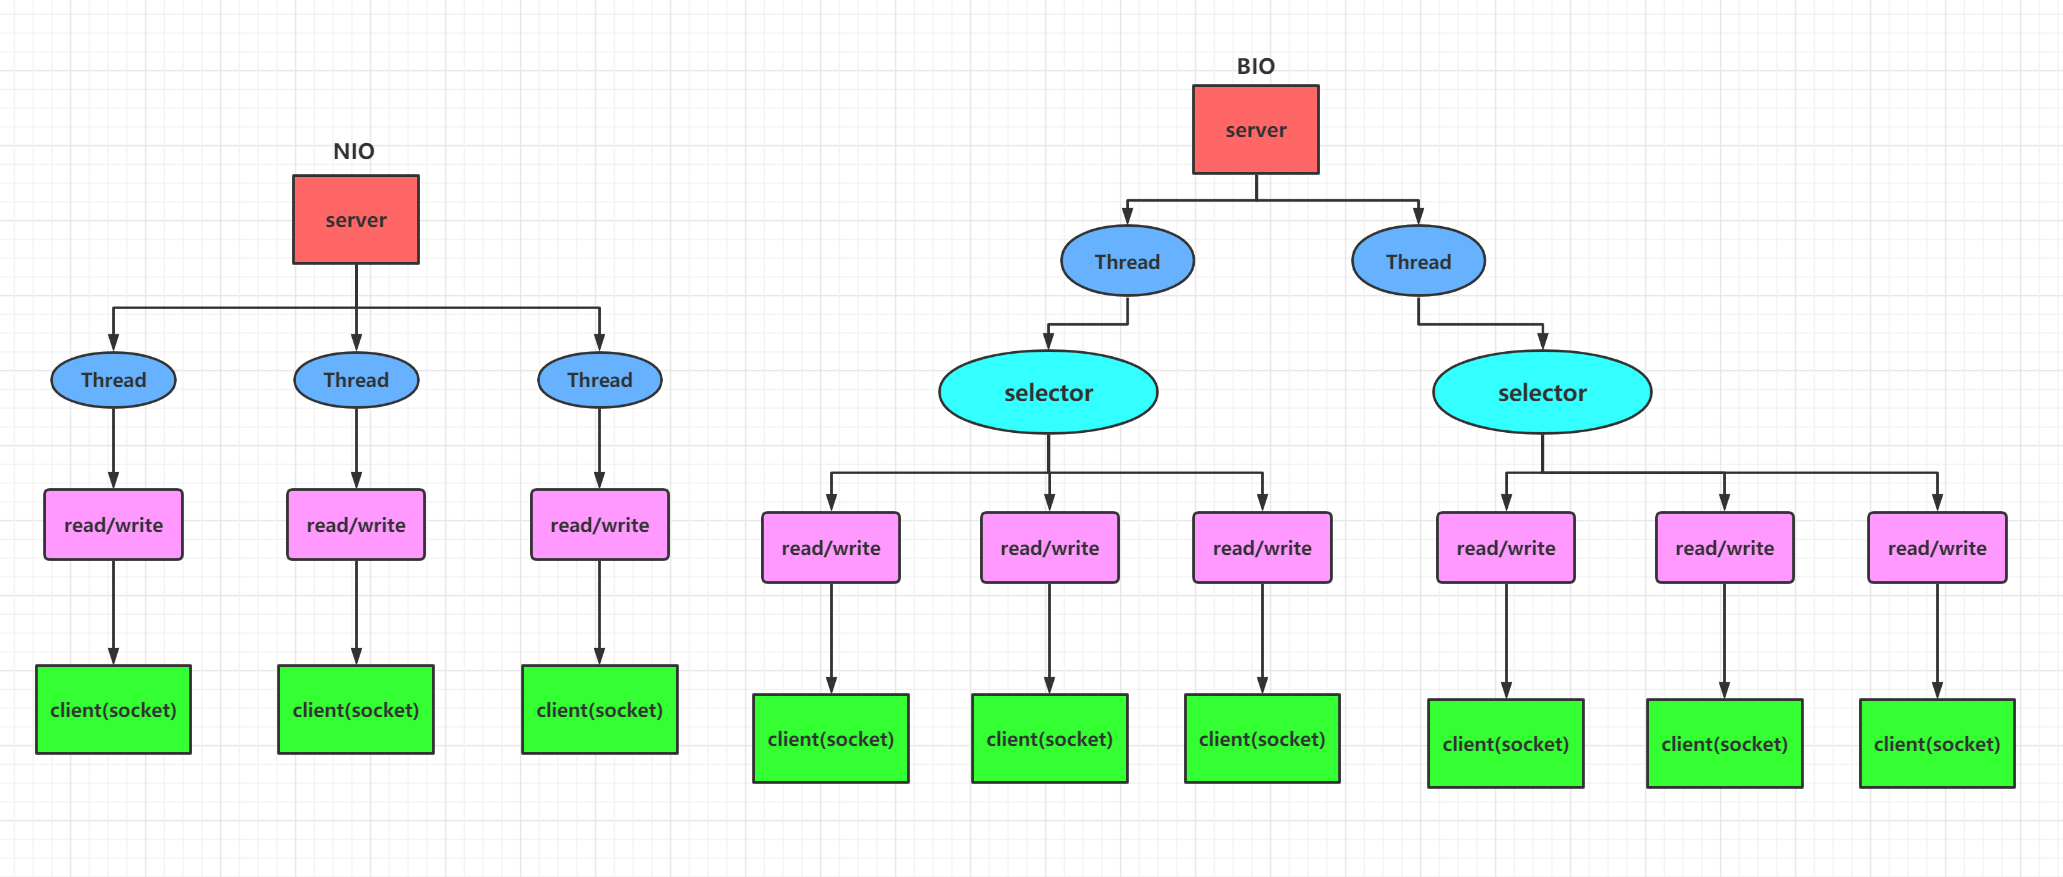 NIO
server
Thread
Thread
Thread
read/write
read/write
read/write
client(socket)
client(socket)
client(socket)
BIO
server
Thread
Thread
selector
selector
read/write
read/write
read/write
read/write
read/write
read/write
client(socket)
client(socket)
client(socket)
client(socket)
client(socket)
client(socket)